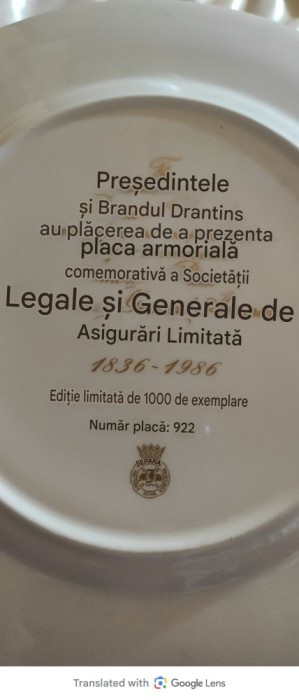 Președintele
și Brandul Drantins
au plăcerea de a prezenta
placa armorială
comemorativă a Societății
Legale și Generale de
Asigurări Limitată
1836-1986
Ediție limitată de 1000 de exemplare
Număr placă: 922
SEPARA
Translated with Google Lens